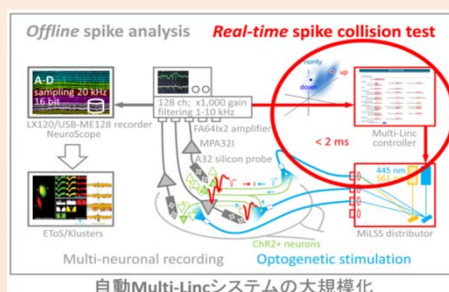 Offline spike analysis
Real-time spike collision test
A-D
sampling 20 kHz
16 bit
LX120/USB-ME128 recorder
NeuroScope
128 ch; x1,000 gain
filtering 1-10 kHz
FA64Ix2 amplifier
MPA32I
A32 silicon probe
up
down
< 2 ms
Multi-Linc
controller
445 nm
561 nm
MiLSS distributor
EToS/Klusters
ChR2+ neurons
Multi-neuronal recording
Optogenetic stimulation
自動Multi-Lincシステムの大規模化